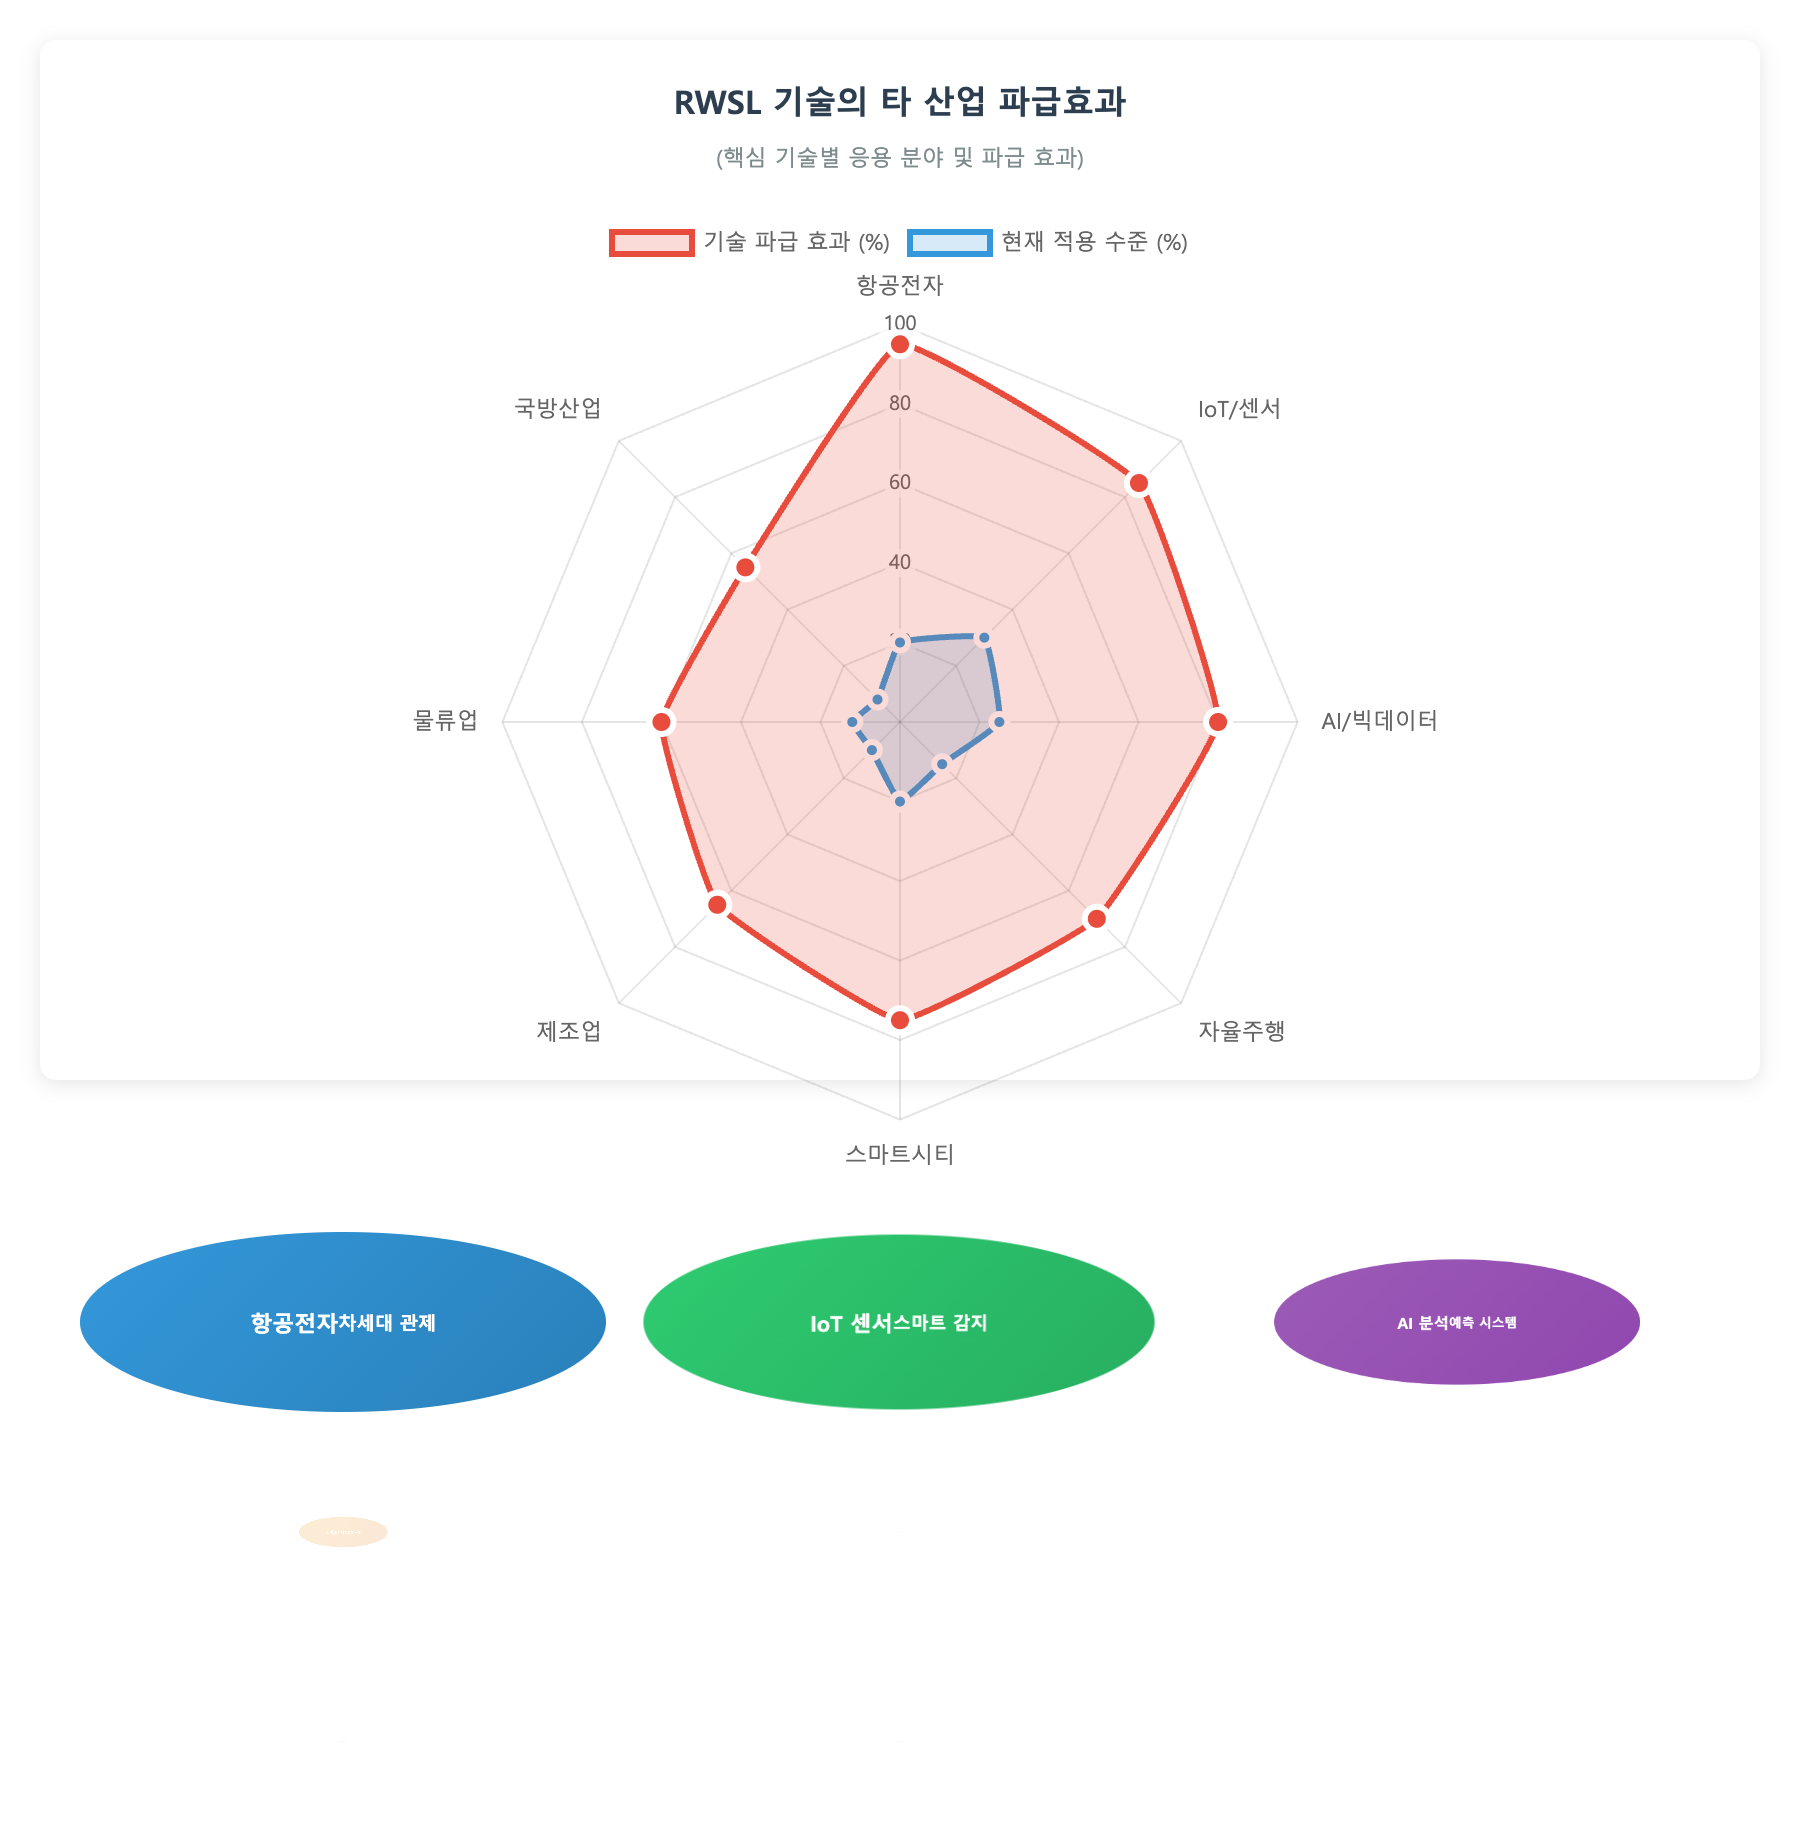 RWSL 기술의 타 산업 파급효과
(핵심 기술별 응용 분야 및 파급 효과)
기술 파급 효과 (%) 현재 적용 수준 (%)
항공전자
100
국방산업
IoT/센서
80
60
40
물류업
AI/빅데이터
제조업
자율주행
스마트시티
항공전자차세대 관제
IoT 센서스마트 감지
AI 분석예측 시스템